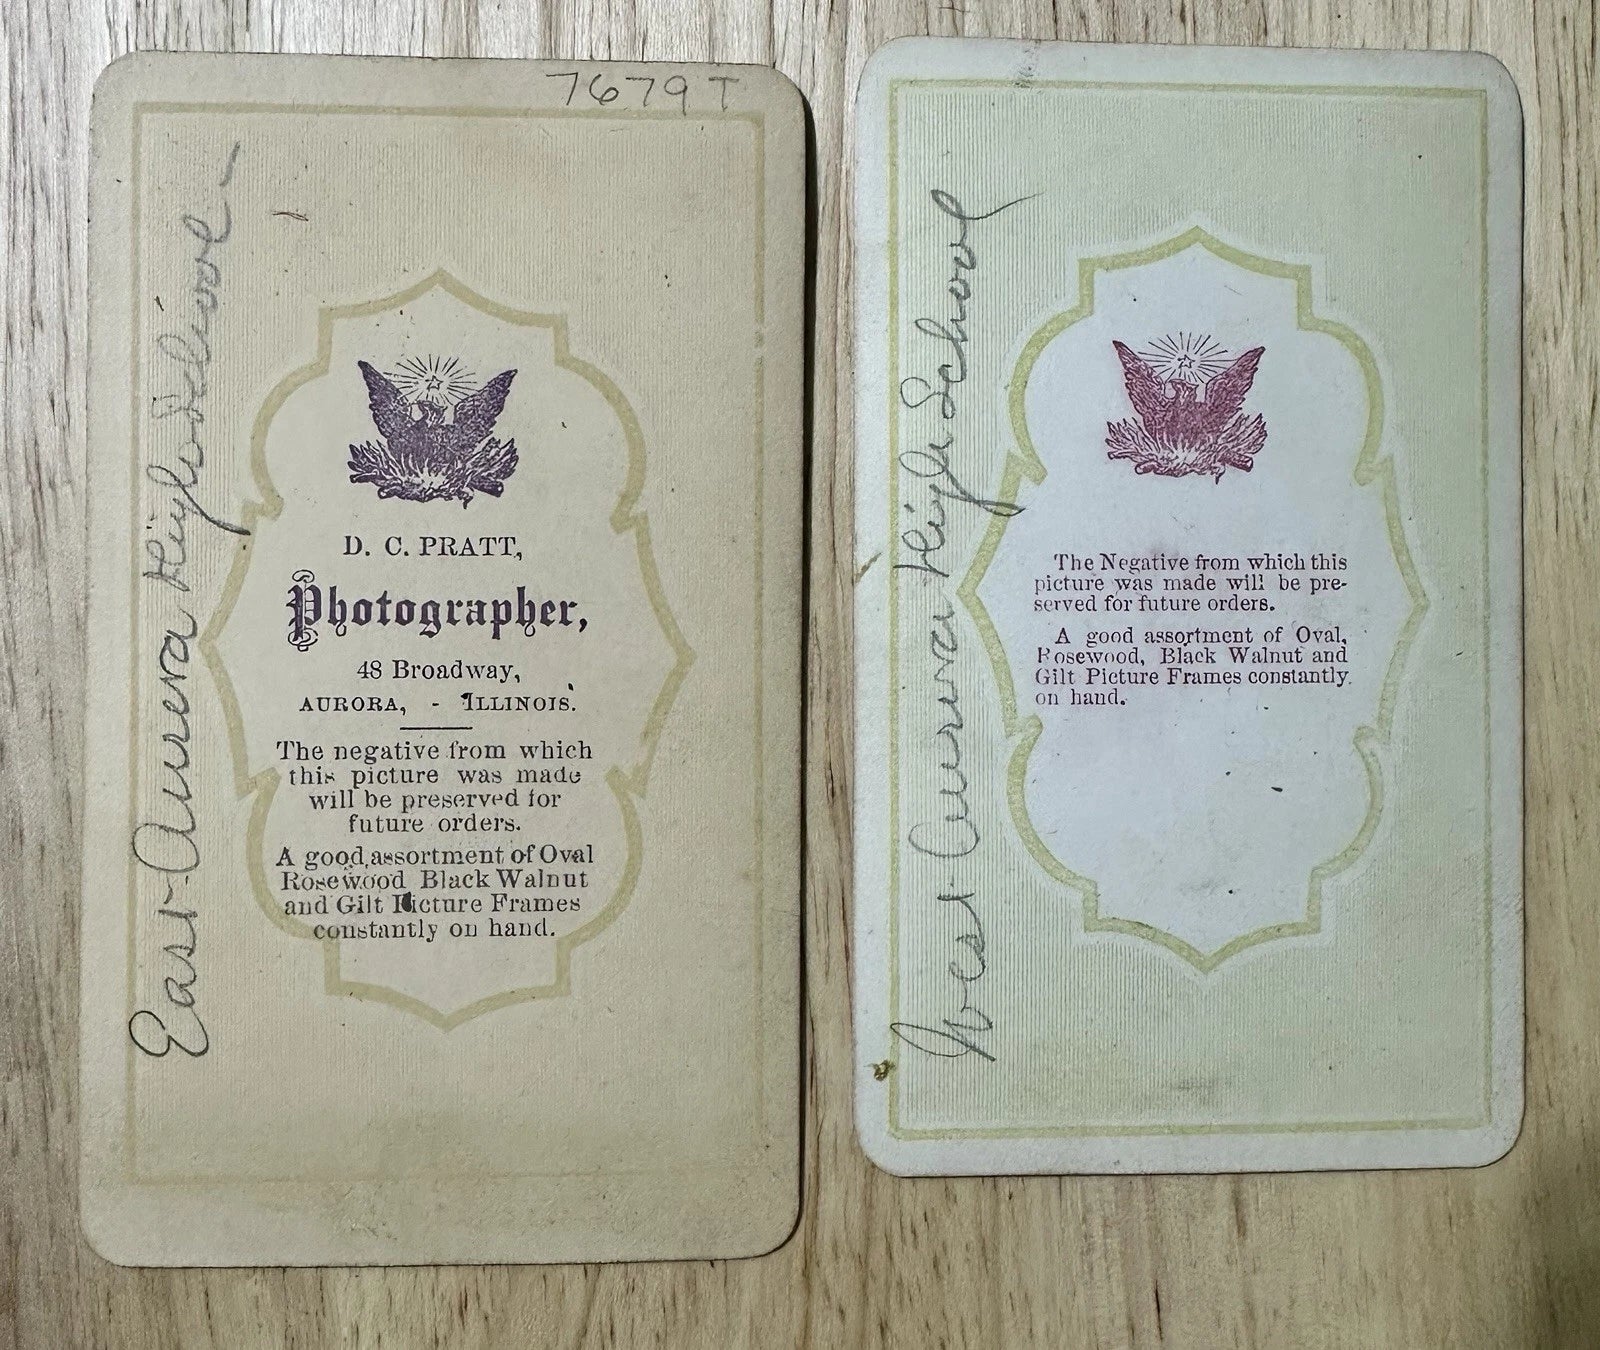 7679 T
East Aurora High School
D. C. PRATT,
Photographer,
48 Broadway,
AURORA, - ILLINOIS.
The negative from which
this picture was made
will be preserved for
future orders.
A good assortment of Oval
Rosewood Black Walnut
and Gilt Picture Frames
constantly on hand.
West Aurora High School
The Negative from which this
picture was made will be pre-
served for future orders.
A good assortment of Oval,
Rosewood, Black Walnut and
Gilt Picture Frames constantly
on hand.